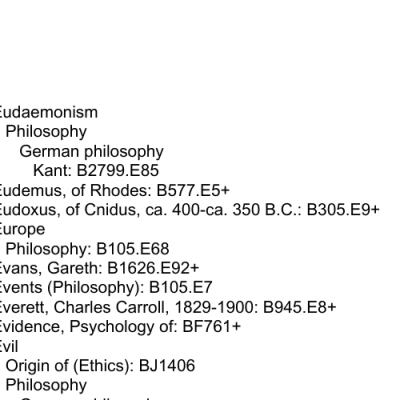 Eudaemonism
Philosophy
German philosophy
Kant: B2799.E85
Eudemus, of Rhodes: B577.E5+
Eudoxus, of Cnidus, ca. 400-ca. 350 B.C.: B305.E9+
Europe
Philosophy: B105.E68
Evans, Gareth: B1626.E92+
Events (Philosophy): B105.E7
Everett, Charles Carroll, 1829-1900: B945.E8+
Evidence, Psychology of: BF761+
Evil
Origin of (Ethics): BJ1406
Philosophy